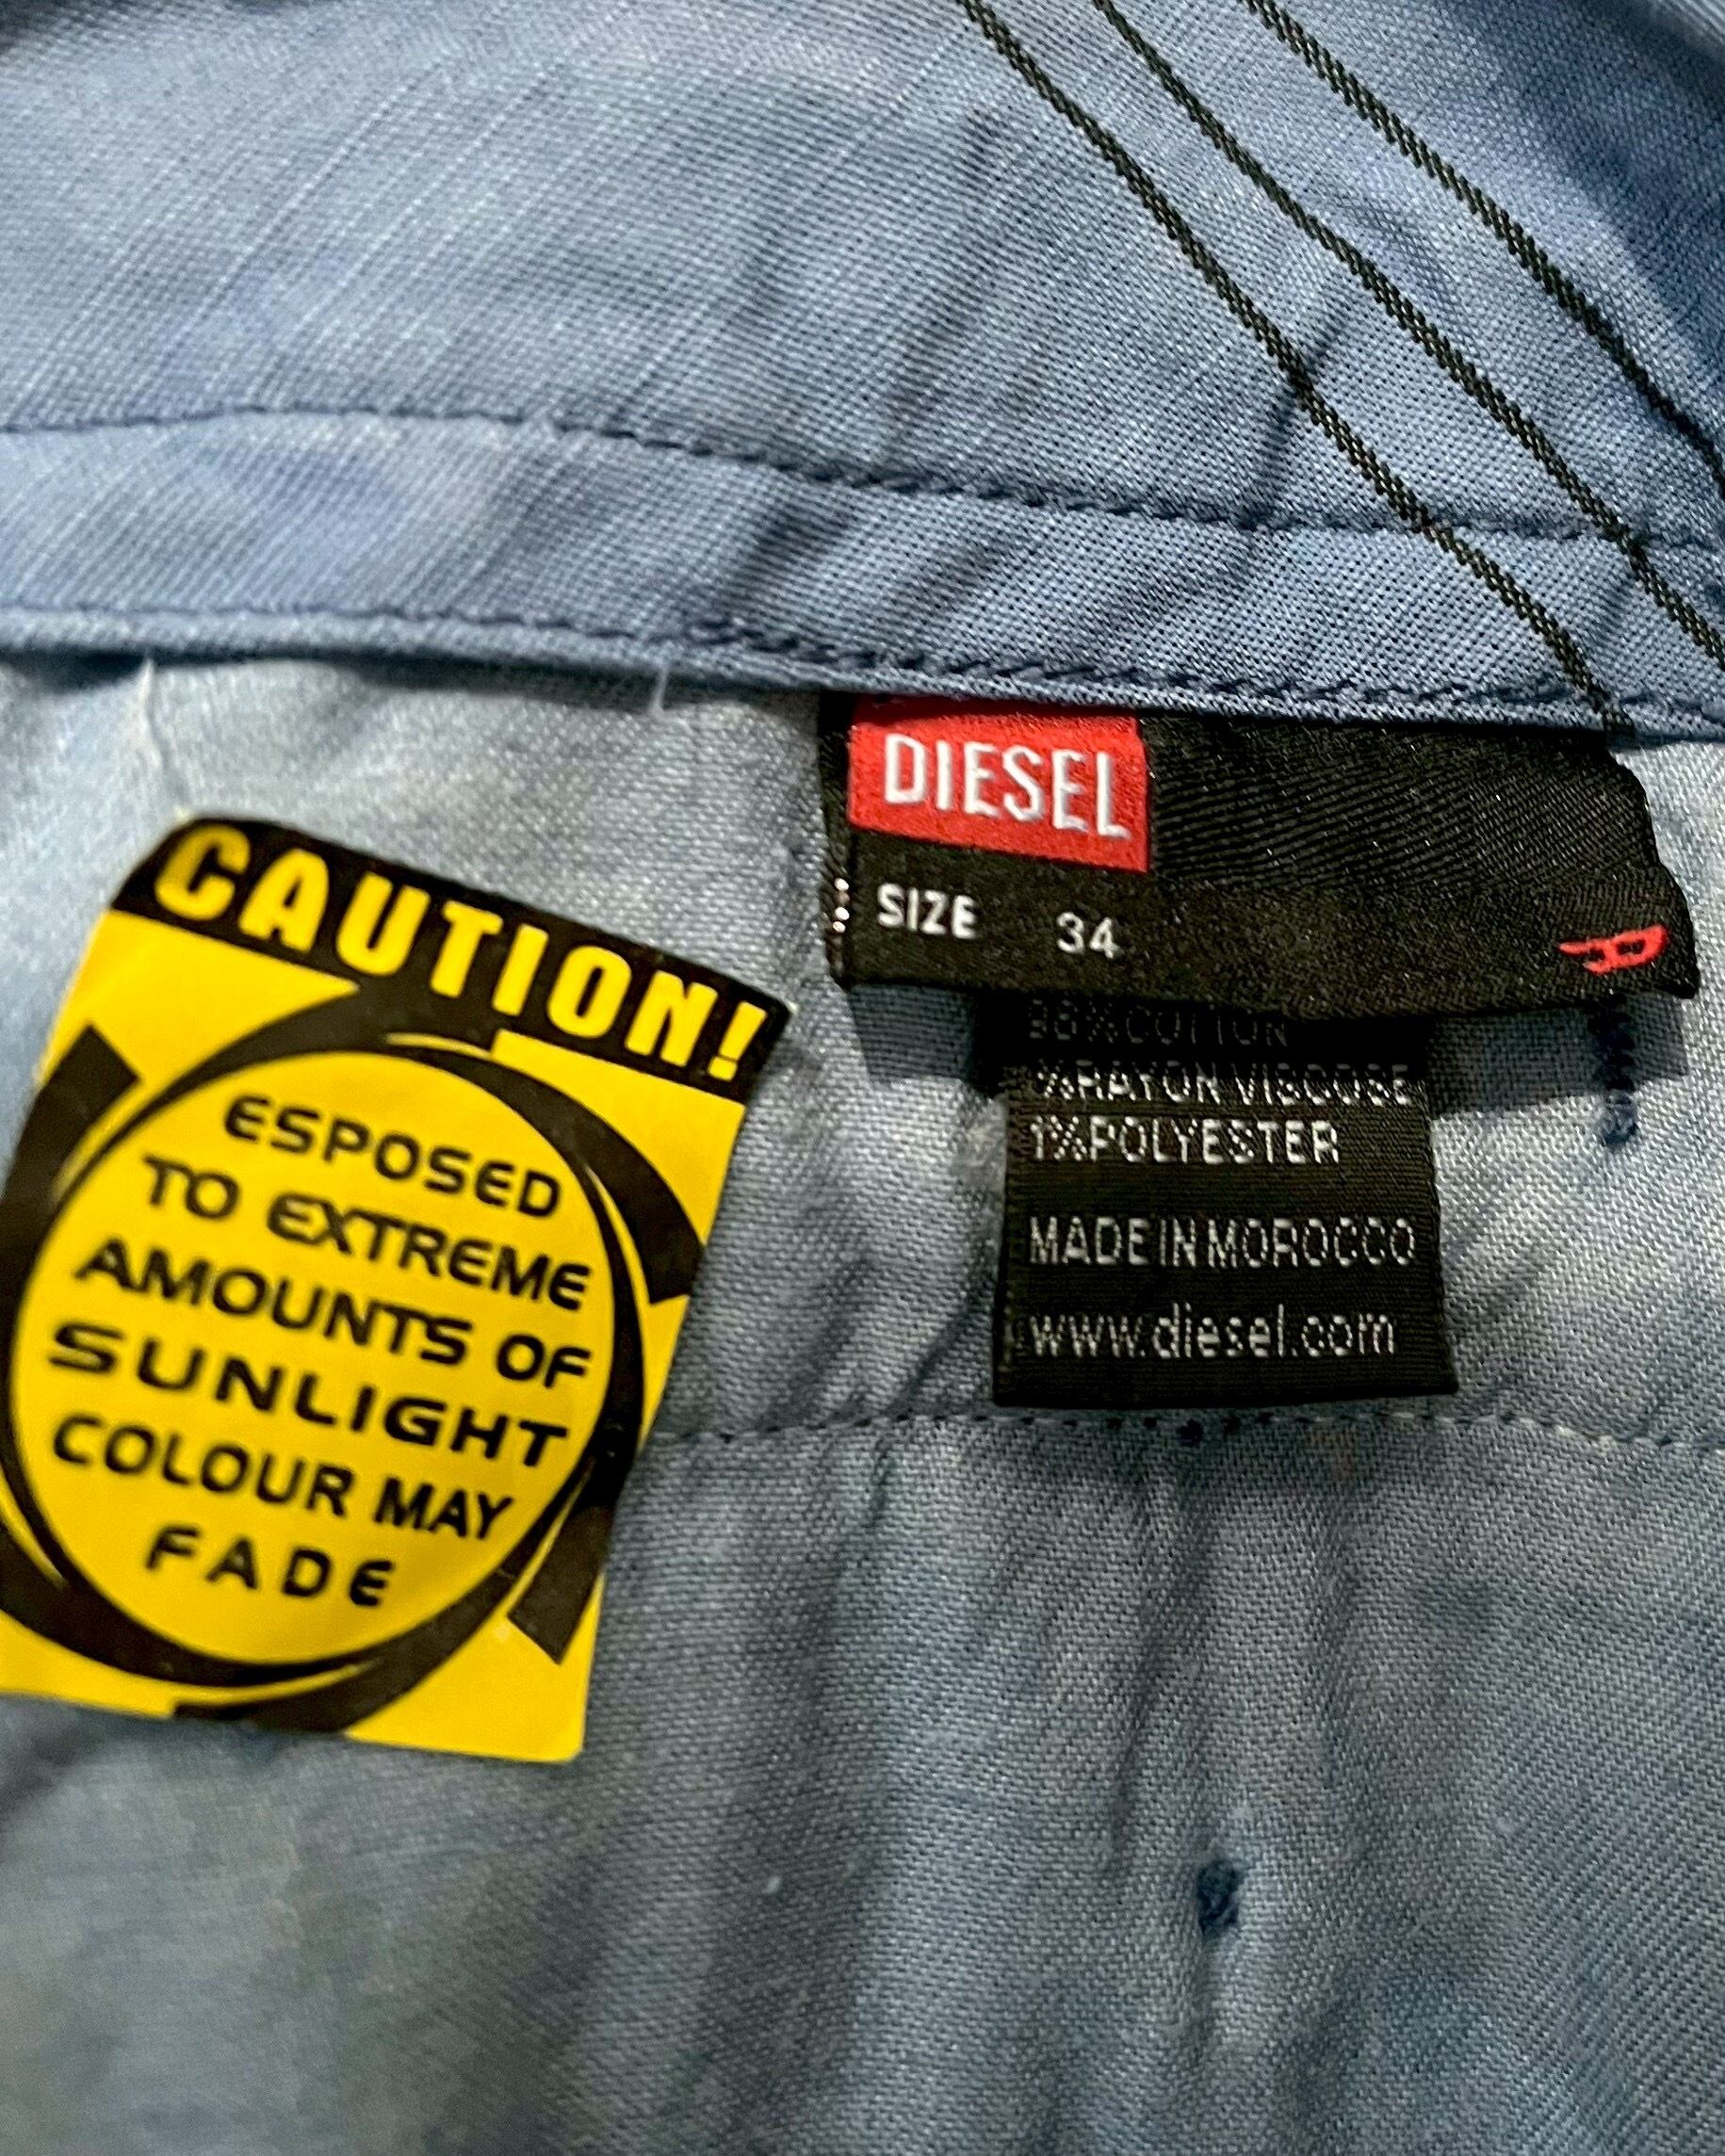 CAUTION!
ESPOSED
TO EXTREME
AMOUNTS OF
SUNLIGHT
COLOUR MAY
FADE
DIESEL
SIZE 34
COTTON
%RAYON VISCOSE
1%POLYESTER
MADE IN MOROCCO
www.diesel.com